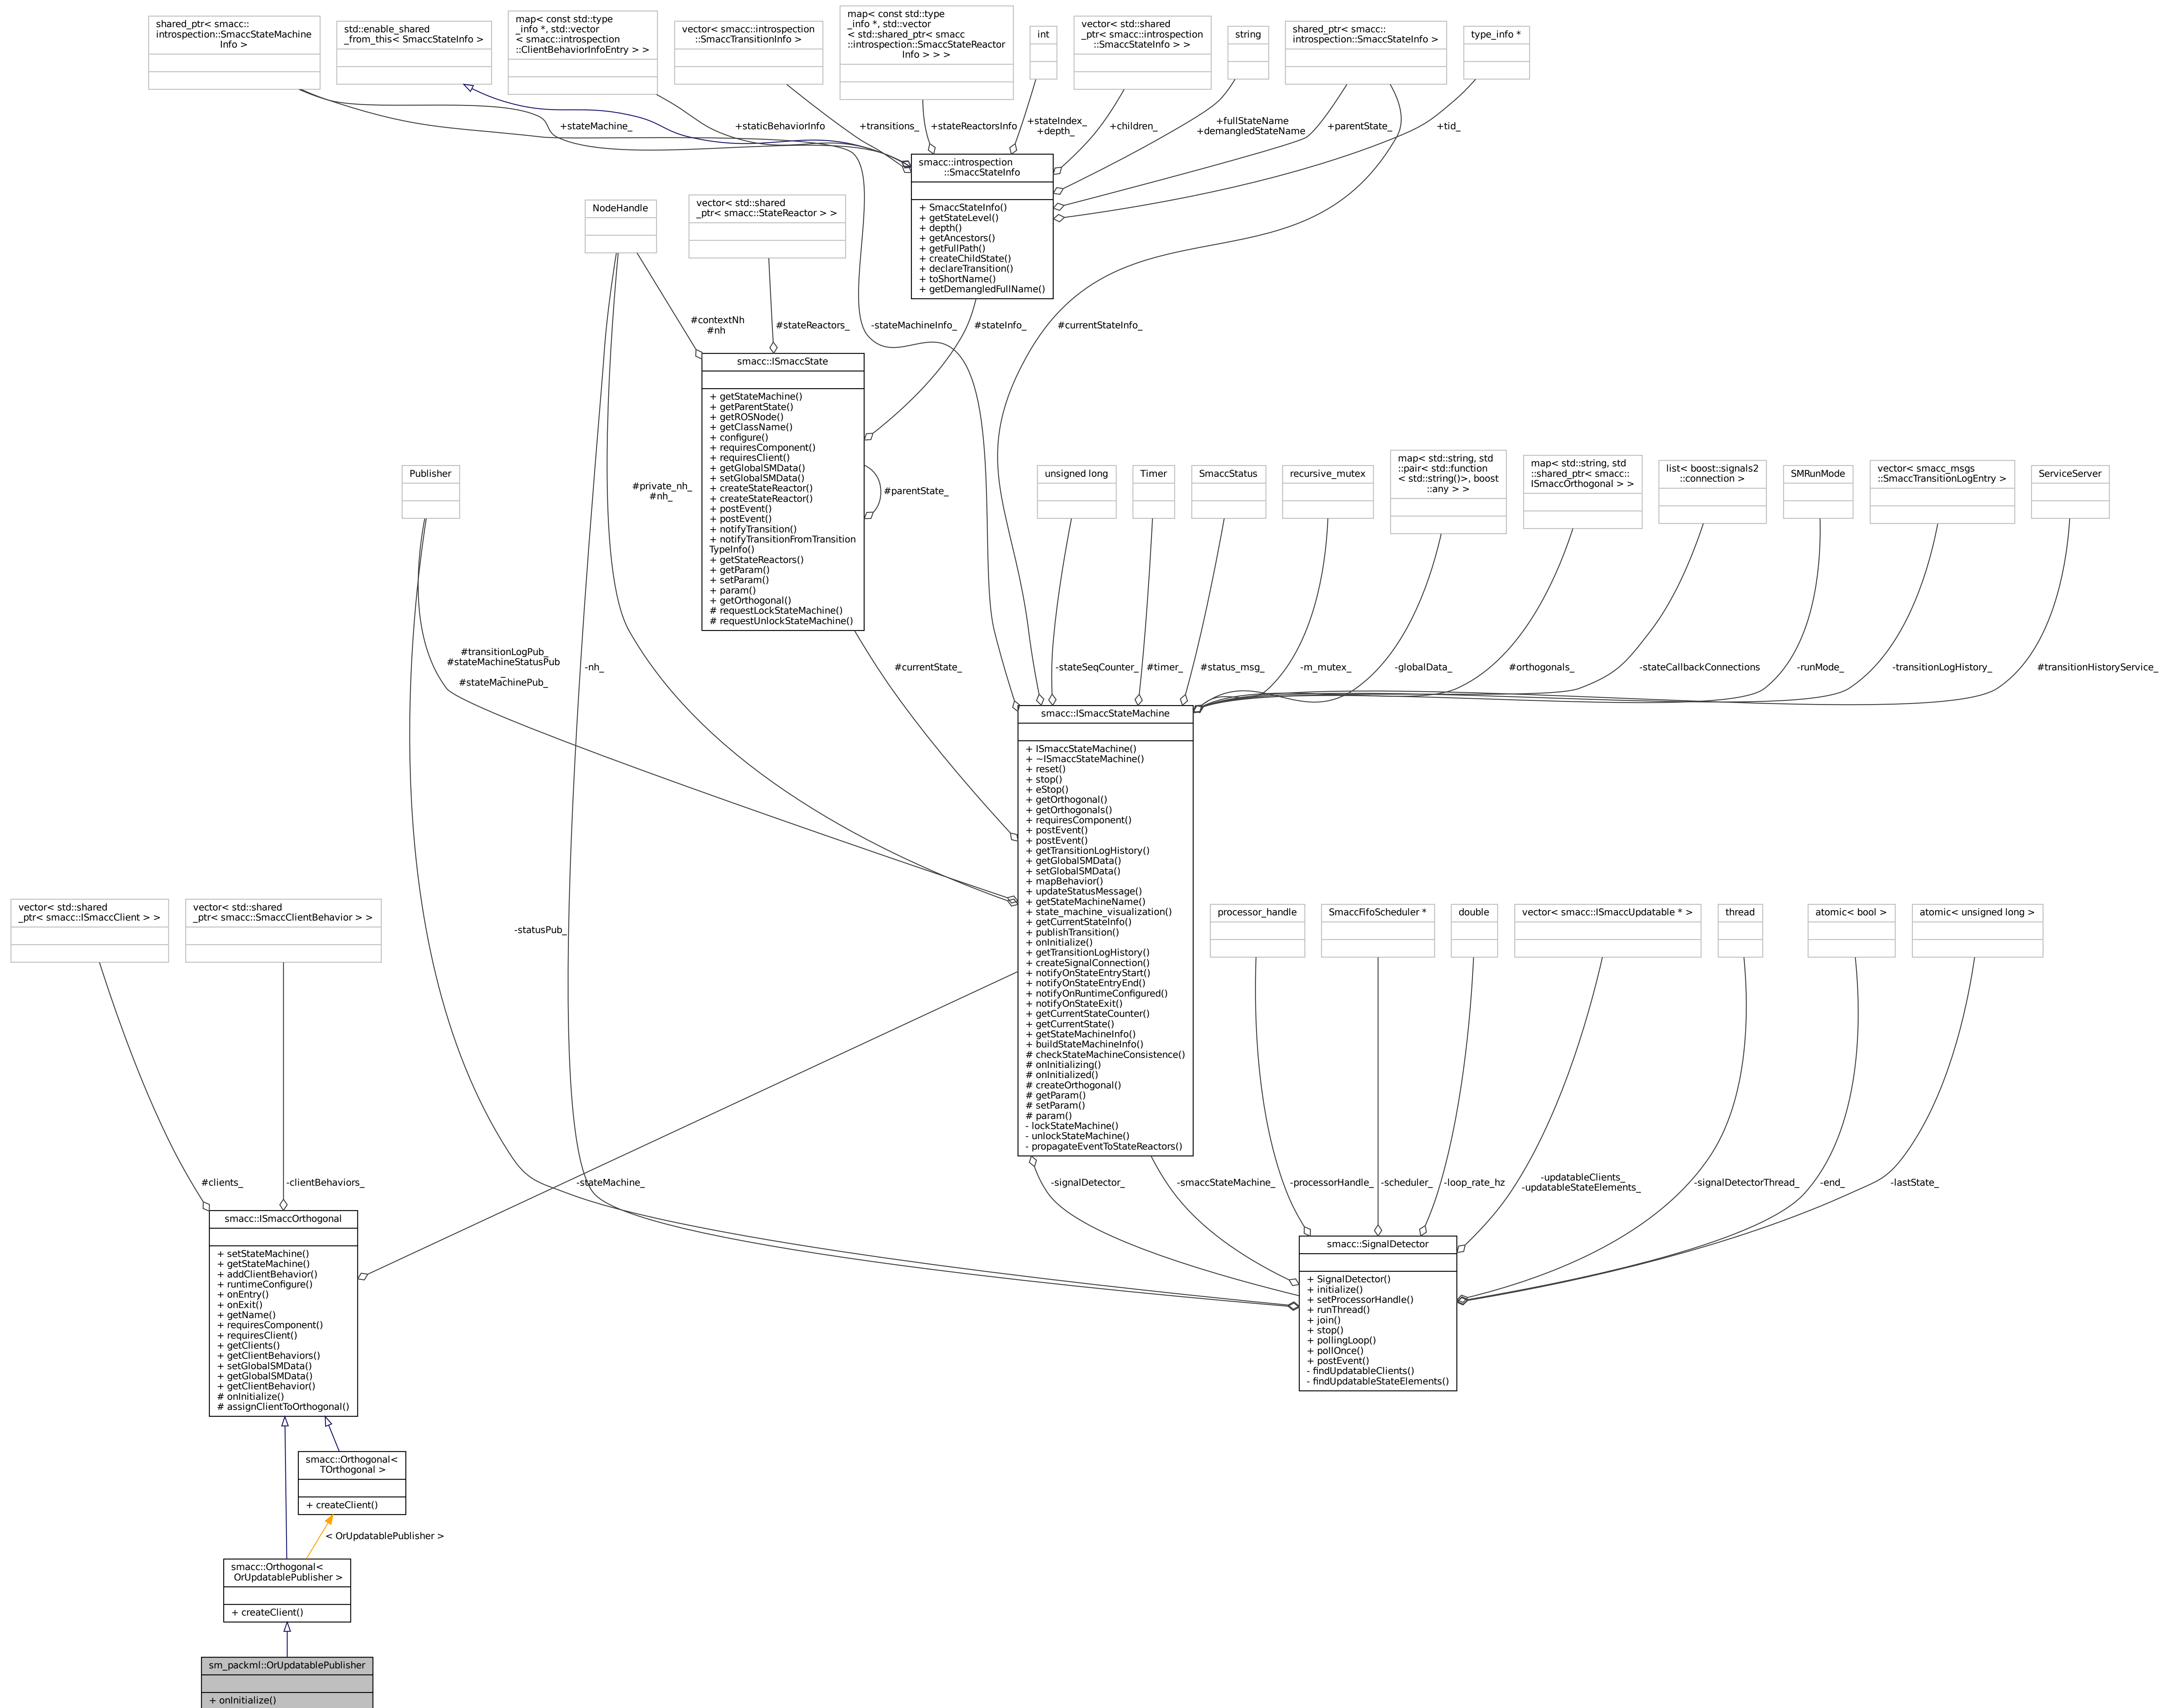 shared_ptr< smacc::
introspection::SmaccStateMachine
Info >
std::enable_shared
_from_this< SmaccStateInfo >
map< const std::type
_info *, std::vector
< smacc::introspection
::ClientBehaviorInfoEntry > >
vector< smacc::introspection
::SmaccTransitionInfo >
map< const std::type
_info *, std::vector
< std::shared_ptr< smacc
::introspection::SmaccStateReactor
Info > > >
int
vector< std::shared
_ptr< smacc::introspection
::SmaccStateInfo > >
string
shared_ptr< smacc::
introspection::SmaccStateInfo >
type_info *
+stateMachine_
+staticBehaviorInfo
+transitions_
+stateReactorsInfo
+stateIndex_
+depth_
+children_
+fullStateName
+demangledStateName
+parentState_
+tid_
smacc::introspection
::SmaccStateInfo
+ SmaccStateInfo()
+ getStateLevel()
+ depth()
+ getAncestors()
+ getFullPath()
+ createChildState()
+ declareTransition()
+ toShortName()
+ getDemangledFullName()
NodeHandle
vector< std::shared
_ptr< smacc::StateReactor > >
#contextNh
#nh
#stateReactors_
-stateMachineInfo_
#stateInfo_
#currentStateInfo_
smacc::ISmaccState
+ getStateMachine()
+ getParentState()
+ getROSNode()
+ getClassName()
+ configure()
+ requiresComponent()
+ requiresClient()
+ getGlobalSMData()
+ setGlobalSMData()
+ createStateReactor()
+ createStateReactor()
+ postEvent()
+ postEvent()
+ notifyTransition()
+ notifyTransitionFromTransition
TypeInfo()
+ getStateReactors()
+ getParam()
+ setParam()
+ param()
+ getOrthogonal()
# requestLockStateMachine()
# requestUnlockStateMachine()
#parentState_
Publisher
#private_nh_
#nh_
unsigned long
Timer
SmaccStatus
recursive_mutex
map< std::string, std
::pair< std::function
< std::string()>, boost
::any > >
map< std::string, std
::shared_ptr< smacc::
ISmaccOrthogonal > >
list< boost::signals2
::connection >
SMRunMode
vector< smacc_msgs
::SmaccTransitionLogEntry >
ServiceServer
#transitionLogPub_
#stateMachineStatusPub
_
#stateMachinePub_
-nh_
#currentState_
-stateSeqCounter_
#timer_
#status_msg_
-m_mutex_
-globalData_
#orthogonals_
-stateCallbackConnections
-runMode_
-transitionLogHistory_
#transitionHistoryService_
smacc::ISmaccStateMachine
+ ISmaccStateMachine()
+ ~ISmaccStateMachine()
+ reset()
+ stop()
+ eStop()
+ getOrthogonal()
+ getOrthogonals()
+ requiresComponent()
+ postEvent()
+ postEvent()
+ getTransitionLogHistory()
+ getGlobalSMData()
+ setGlobalSMData()
+ mapBehavior()
+ updateStatusMessage()
+ getStateMachineName()
+ state_machine_visualization()
+ getCurrentStateInfo()
+ publishTransition()
+ onInitialize()
+ getTransitionLogHistory()
+ createSignalConnection()
+ notifyOnStateEntryStart()
+ notifyOnStateEntryEnd()
+ notifyOnRuntimeConfigured()
+ notifyOnStateExit()
+ getCurrentStateCounter()
+ getCurrentState()
+ getStateMachineInfo()
+ buildStateMachineInfo()
# checkStateMachineConsistence()
# onInitializing()
# onInitialized()
# createOrthogonal()
# getParam()
# setParam()
# param()
- lockStateMachine()
- unlockStateMachine()
- propagateEventToStateReactors()
vector< std::shared
_ptr< smacc::ISmaccClient > >
vector< std::shared
_ptr< smacc::SmaccClientBehavior > >
-statusPub_
processor_handle
SmaccFifoScheduler *
double
vector< smacc::ISmaccUpdatable * >
thread
atomic< bool >
atomic< unsigned long >
#clients_
-clientBehaviors_
-stateMachine_
-signalDetector_
-smaccStateMachine_
-processorHandle_
-scheduler_
-loop_rate_hz
-updatableClients_
-updatableStateElements_
-signalDetectorThread_
-end_
-lastState_
smacc::ISmaccOrthogonal
+ setStateMachine()
+ getStateMachine()
+ addClientBehavior()
+ runtimeConfigure()
+ onEntry()
+ onExit()
+ getName()
+ requiresComponent()
+ requiresClient()
+ getClients()
+ getClientBehaviors()
+ setGlobalSMData()
+ getGlobalSMData()
+ getClientBehavior()
# onInitialize()
# assignClientToOrthogonal()
smacc::SignalDetector
+ SignalDetector()
+ initialize()
+ setProcessorHandle()
+ runThread()
+ join()
+ stop()
+ pollingLoop()
+ pollOnce()
+ postEvent()
- findUpdatableClients()
- findUpdatableStateElements()
smacc::Orthogonal<
TOrthogonal >
+ createClient()
< OrUpdatablePublisher >
smacc::Orthogonal<
OrUpdatablePublisher >
+ createClient()
sm_packml::OrUpdatablePublisher
+ onInitialize()